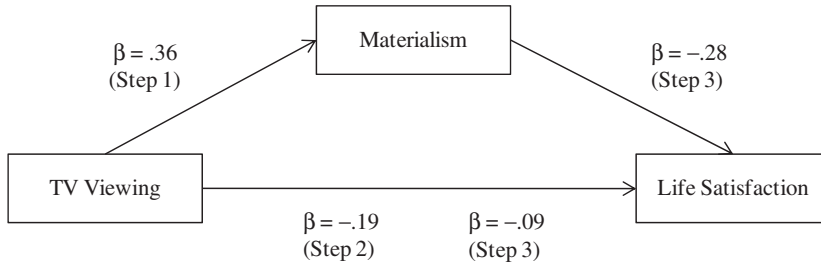 Materialism
β = .36
(Step 1)
β = −.28
(Step 3)
TV Viewing
Life Satisfaction
β = −.19
(Step 2)
β = −.09
(Step 3)